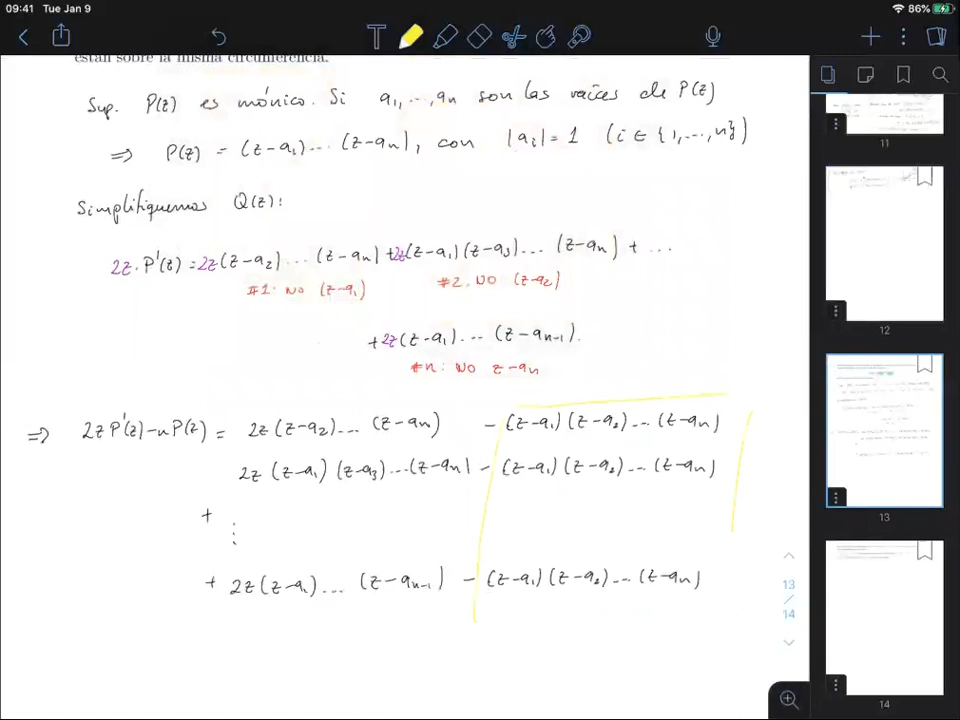 09:41 Tue Jan 9
86%
están sobre la misma circunferencia.
Sup. P(z) es mónico. Si a₁,...,aₙ son las raíces de P(z)
⇒ P(z) = (z-a₁)...(z-aₙ), con |aᵢ|=1 (i ∈ {1,...,n})
Simplifiquemos Q(z):
2z·P'(z) = 2z(z-a₂)...(z-aₙ) + 2z(z-a₁)(z-a₃)...(z-aₙ) + ...
#1: NO (z-a₁) #2. NO (z-a₂)
+2z(z-a₁)...(z-aₙ₋₁).
#n: NO z-aₙ
⇒ 2zP'(z)-nP(z) = 2z(z-a₂)...(z-aₙ) - (z-a₁)(z-a₂)...(z-aₙ)
2z(z-a₁)(z-a₃)...(z-aₙ) - (z-a₁)(z-a₂)...(z-aₙ)
+
⋮
+ 2z(z-a₁)...(z-aₙ₋₁) - (z-a₁)(z-a₂)...(z-aₙ)
13
/
14
11
12
13
14